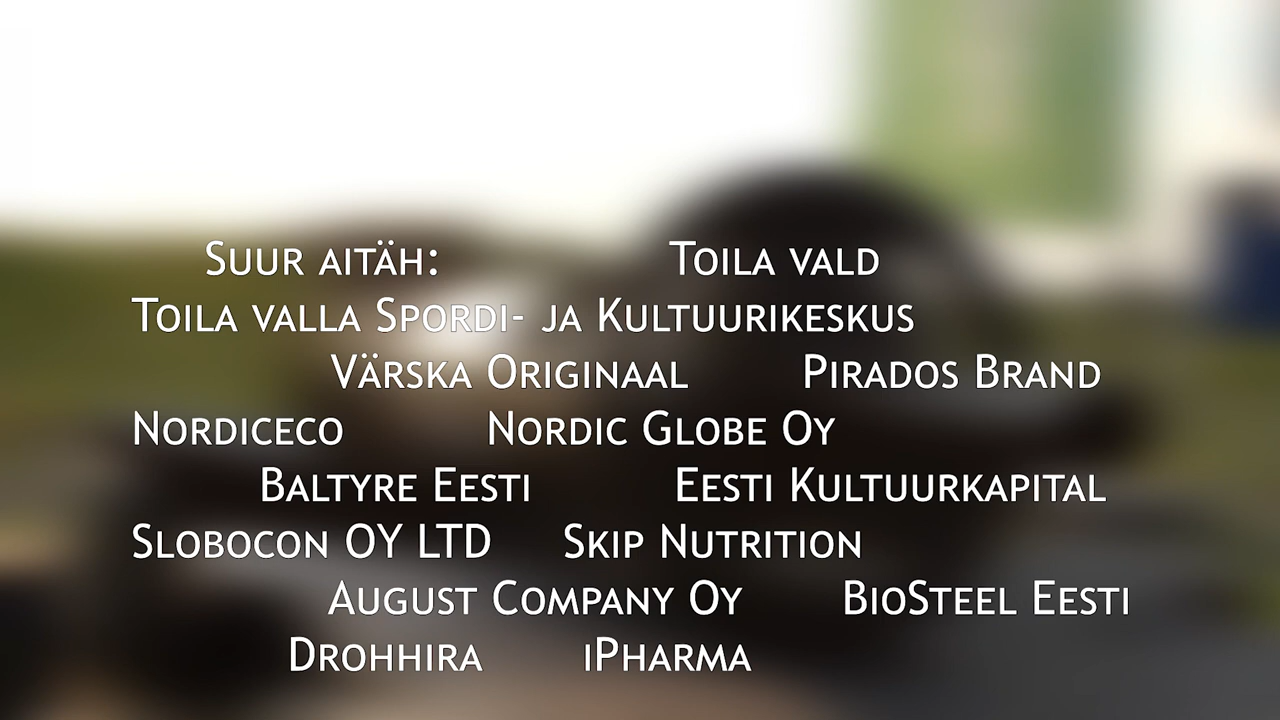 Suur aitäh: Toila vald
Toila valla Spordi- ja Kultuurikeskus
Värska Originaal Pirados Brand
Nordiceco Nordic Globe Oy
Baltyre Eesti Eesti Kultuurkapital
Slobocon OY LTD Skip Nutrition
August Company Oy BioSteel Eesti
Drohhira iPharma